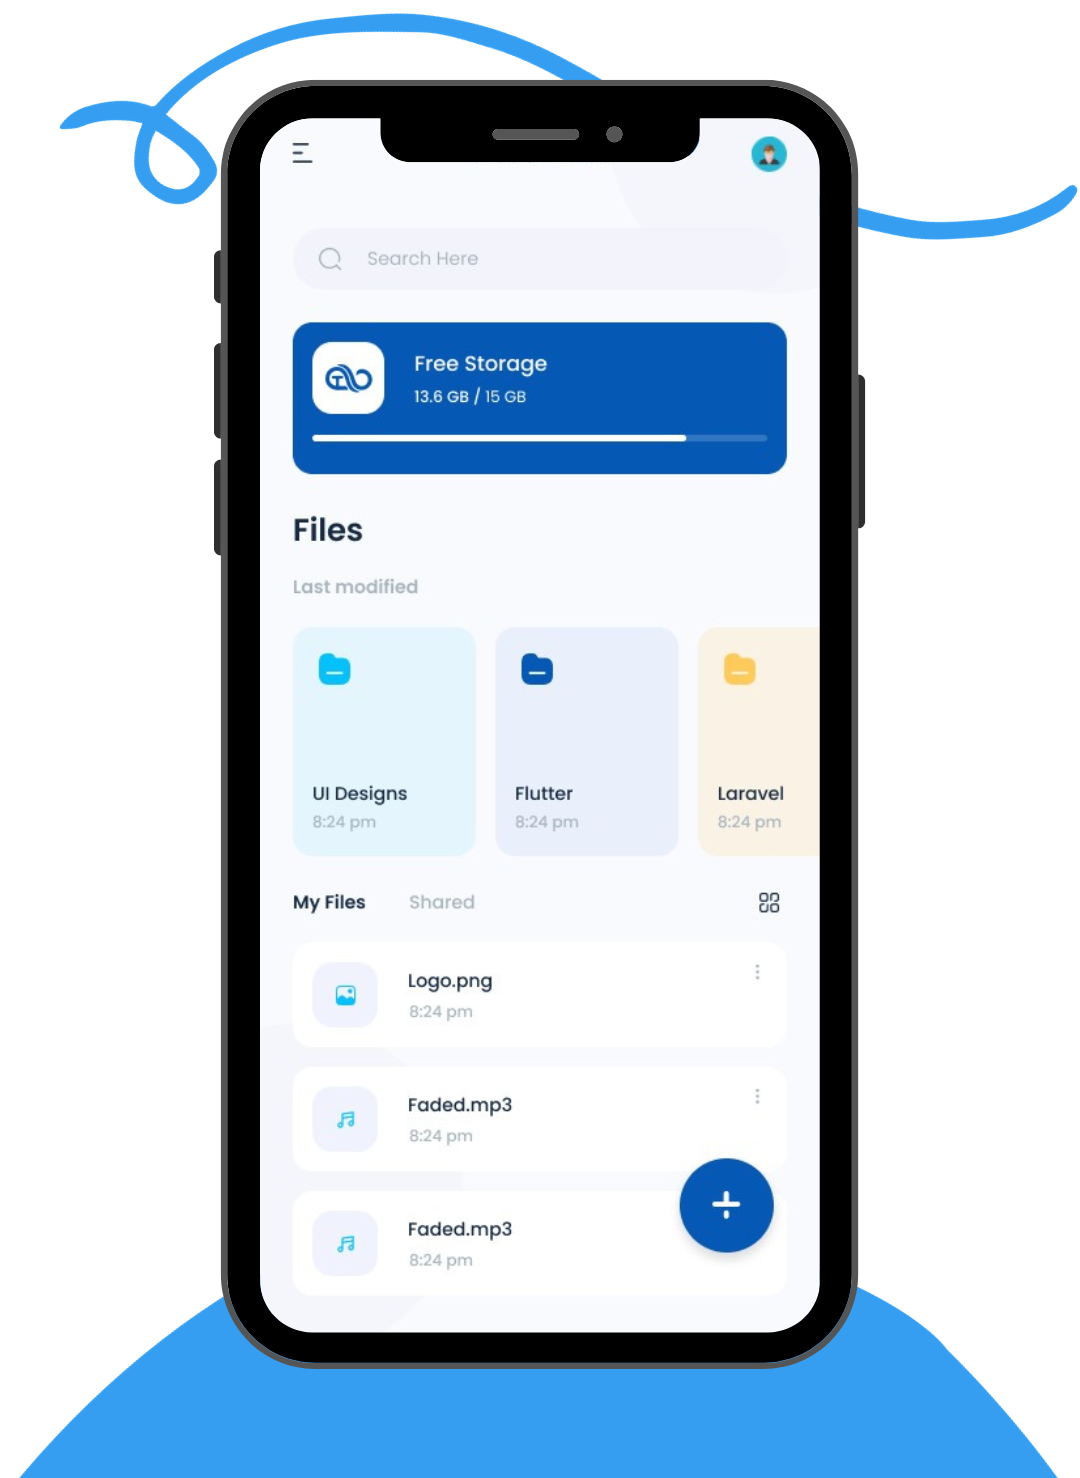 Search Here
Free Storage
13.6 GB / 15 GB
Files
Last modified
UI Designs
8:24 pm
Flutter
8:24 pm
Laravel
8:24 pm
My Files
Shared
Logo.png
8:24 pm
Faded.mp3
8:24 pm
Faded.mp3
8:24 pm